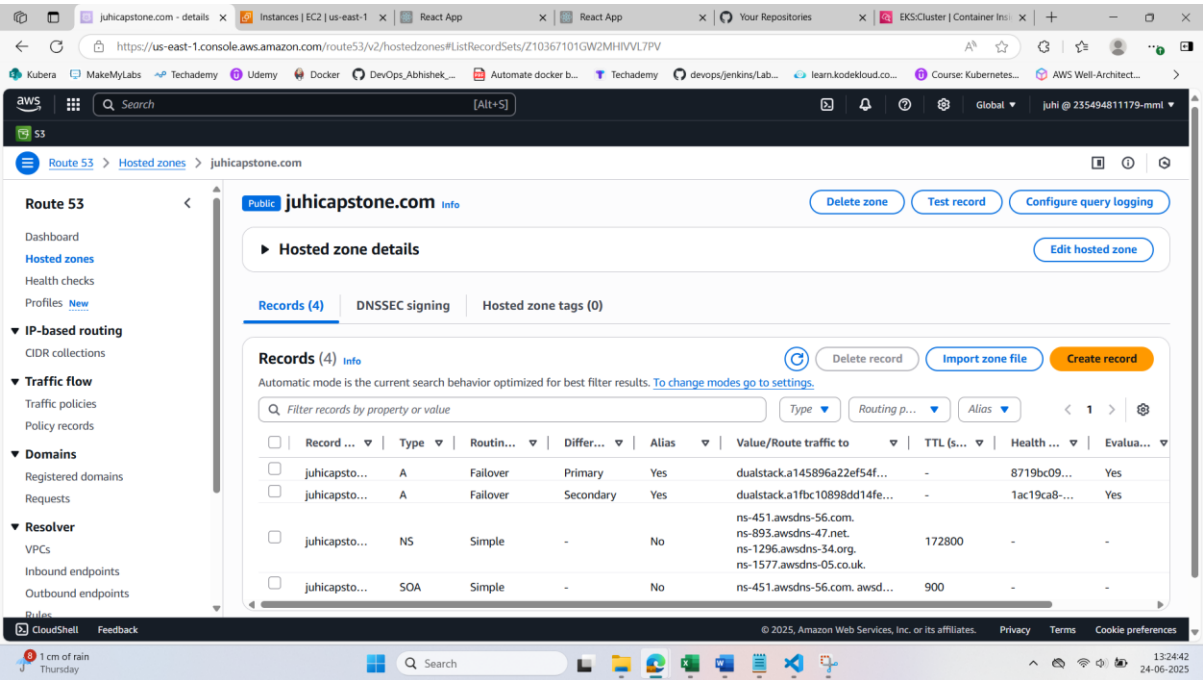 juhicapstone.com - details
Instances | EC2 | us-east-1
React App
React App
Your Repositories
EKS:Cluster | Container Insi
https://us-east-1.console.aws.amazon.com/route53/v2/hostedzones#ListRecordSets/Z10367101GW2MHIVVL7PV
Kubera
MakeMyLabs
Techademy
Udemy
Docker
DevOps_Abhishek_...
Automate docker b...
Techademy
devops/jenkins/Lab...
learn.kodekloud.co...
Course: Kubernetes...
AWS Well-Architect...
aws
Search
[Alt+S]
Global
juhi @ 235494811179-mml
S3
Route 53
Hosted zones
juhicapstone.com
Route 53
Dashboard
Hosted zones
Health checks
Profiles New
IP-based routing
CIDR collections
Traffic flow
Traffic policies
Policy records
Domains
Registered domains
Requests
Resolver
VPCs
Inbound endpoints
Outbound endpoints
Rules
Public juhicapstone.com Info
Delete zone
Test record
Configure query logging
Hosted zone details
Edit hosted zone
Records (4)
DNSSEC signing
Hosted zone tags (0)
Records (4) Info
Delete record
Import zone file
Create record
Automatic mode is the current search behavior optimized for best filter results. To change modes go to settings.
Filter records by property or value
Type
Routing p...
Alias
1
Record ... Type Routin... Differ... Alias Value/Route traffic to TTL (s... Health ... Evalua...
juhicapsto... A Failover Primary Yes dualstack.a145896a22ef54f... - 8719bc09... Yes
juhicapsto... A Failover Secondary Yes dualstack.a1fbc10898dd14fe... - 1ac19ca8-... Yes
ns-451.awsdns-56.com.
ns-893.awsdns-47.net.
juhicapsto... NS Simple - No ns-1296.awsdns-34.org. 172800 - -
ns-1577.awsdns-05.co.uk.
juhicapsto... SOA Simple - No ns-451.awsdns-56.com. awsd... 900 - -
CloudShell
Feedback
© 2025, Amazon Web Services, Inc. or its affiliates.
Privacy
Terms
Cookie preferences
8
1 cm of rain
Thursday
Search
13:24:42
24-06-2025